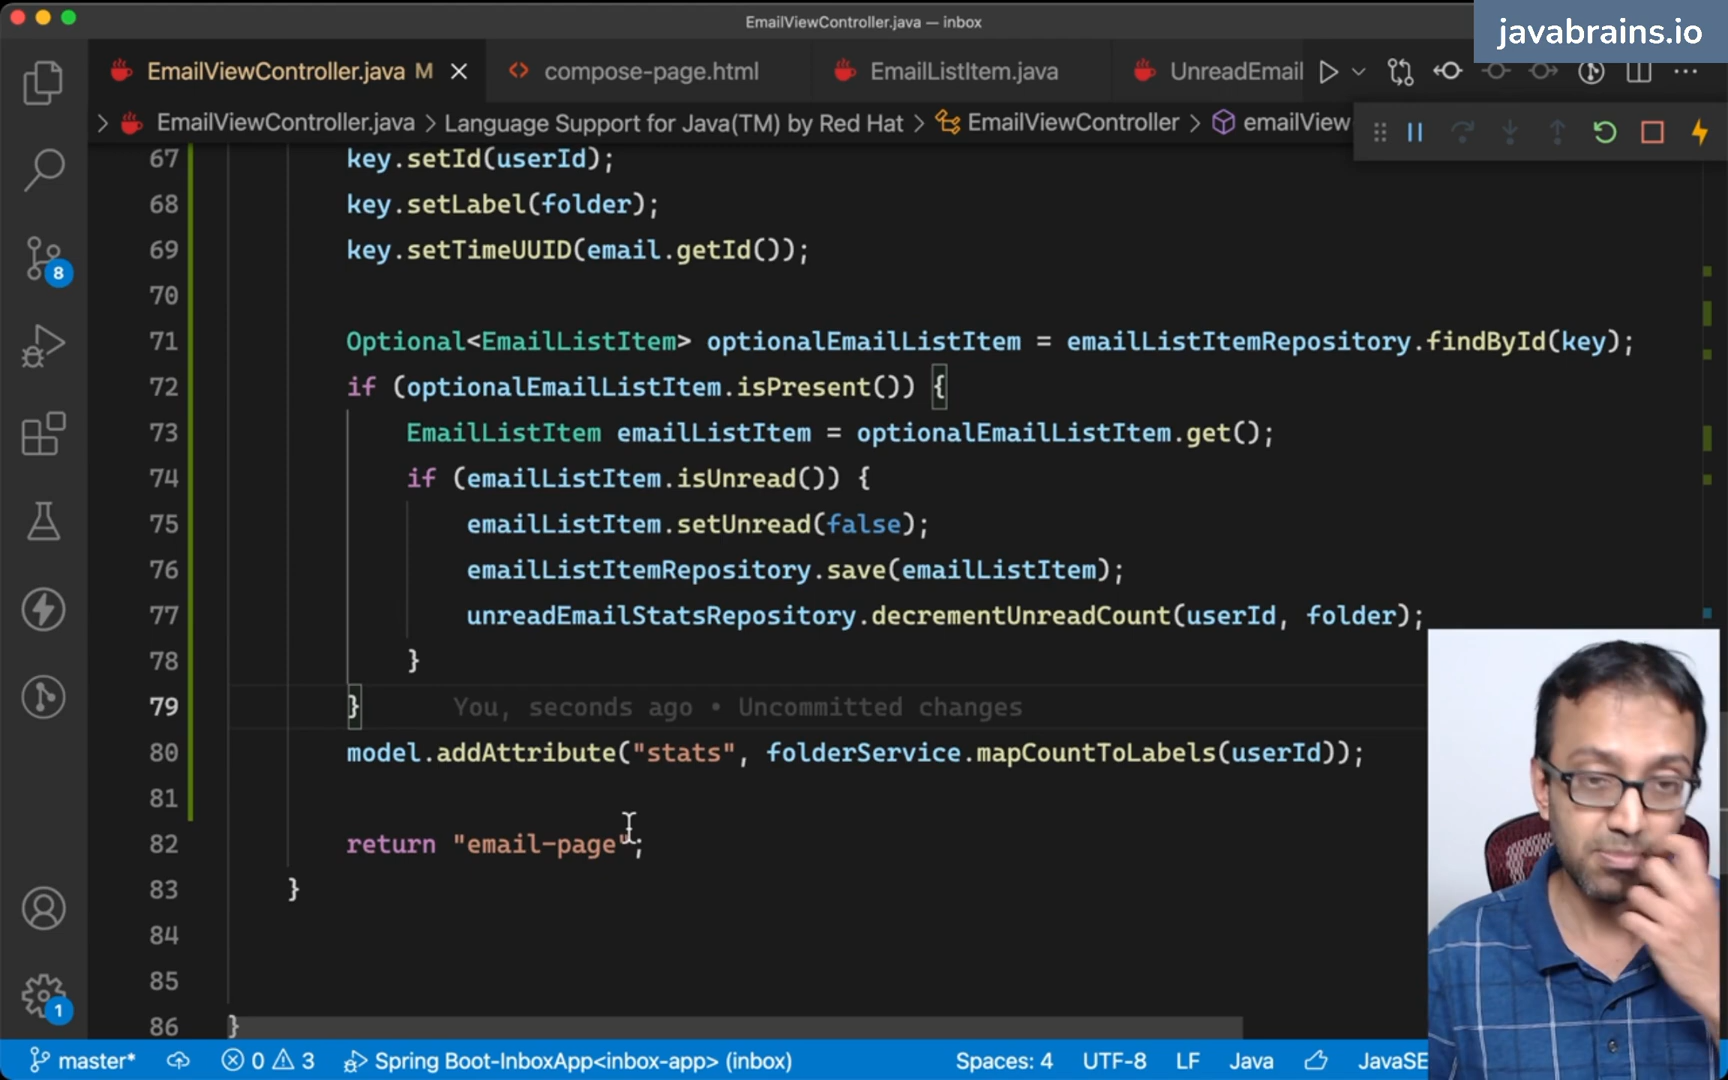 EmailViewController.java — inbox
javabrains.io
EmailViewController.java M
compose-page.html
EmailListItem.java
UnreadEmail
EmailViewController.java > Language Support for Java(TM) by Red Hat > EmailViewController > emailView
67 key.setId(userId);
68 key.setLabel(folder);
69 key.setTimeUUID(email.getId());
70
71 Optional<EmailListItem> optionalEmailListItem = emailListItemRepository.findById(key);
72 if (optionalEmailListItem.isPresent()) {
73 EmailListItem emailListItem = optionalEmailListItem.get();
74 if (emailListItem.isUnread()) {
75 emailListItem.setUnread(false);
76 emailListItemRepository.save(emailListItem);
77 unreadEmailStatsRepository.decrementUnreadCount(userId, folder);
78 }
79 } You, seconds ago • Uncommitted changes
80 model.addAttribute("stats", folderService.mapCountToLabels(userId));
81
82 return "email-page";
83 }
84
85
86 }
8
1
master* 0 3 Spring Boot-InboxApp<inbox-app> (inbox) Spaces: 4 UTF-8 LF Java JavaSE